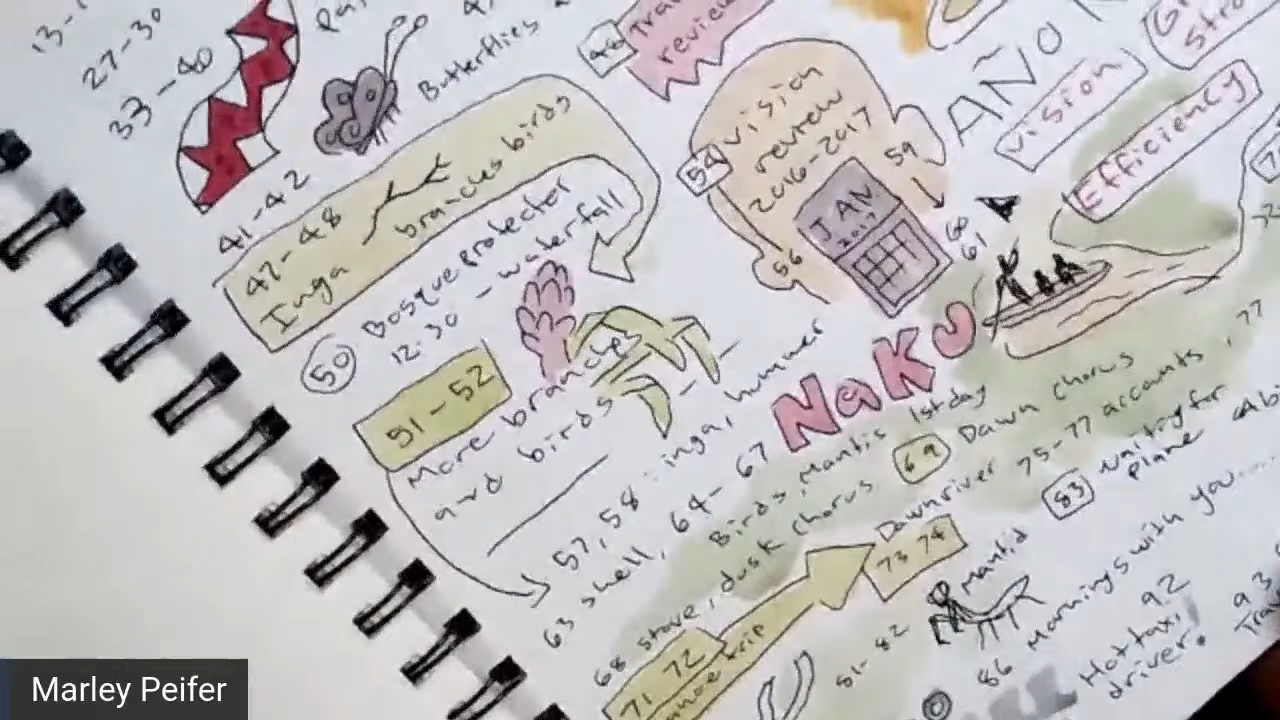 27-30
33-40
Butterflies
41-42
47-48
Inga branches birds
50
Bosque protector
12:30 - waterfall
51-52
More branches
and birds
57, 58: inga, hummer
63 shell, 64-67
NaKu
Birds, Mantis 1st day
68 stove, dusk chorus
69
Dawn chorus
71 72
canoe trip
Downriver
73 74
75-77 accounts, 77
83
waiting for
plane
Mantid
81-82
86 Mornings with you....
92
Hot taxi
driver!
93
review
54
vision
review
2016-2017
JAN
2017
56
59
60
61
AÑO
vision
Efficiency
Marley Peifer